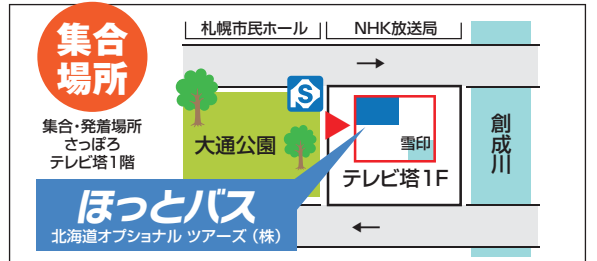 集合
場所
集合・発着場所
さっぽろ
テレビ塔1階
札幌市民ホール
NHK放送局
大通公園
雪印
テレビ塔1F
創成川
ほっとバス
北海道オプショナル ツアーズ（株）
S